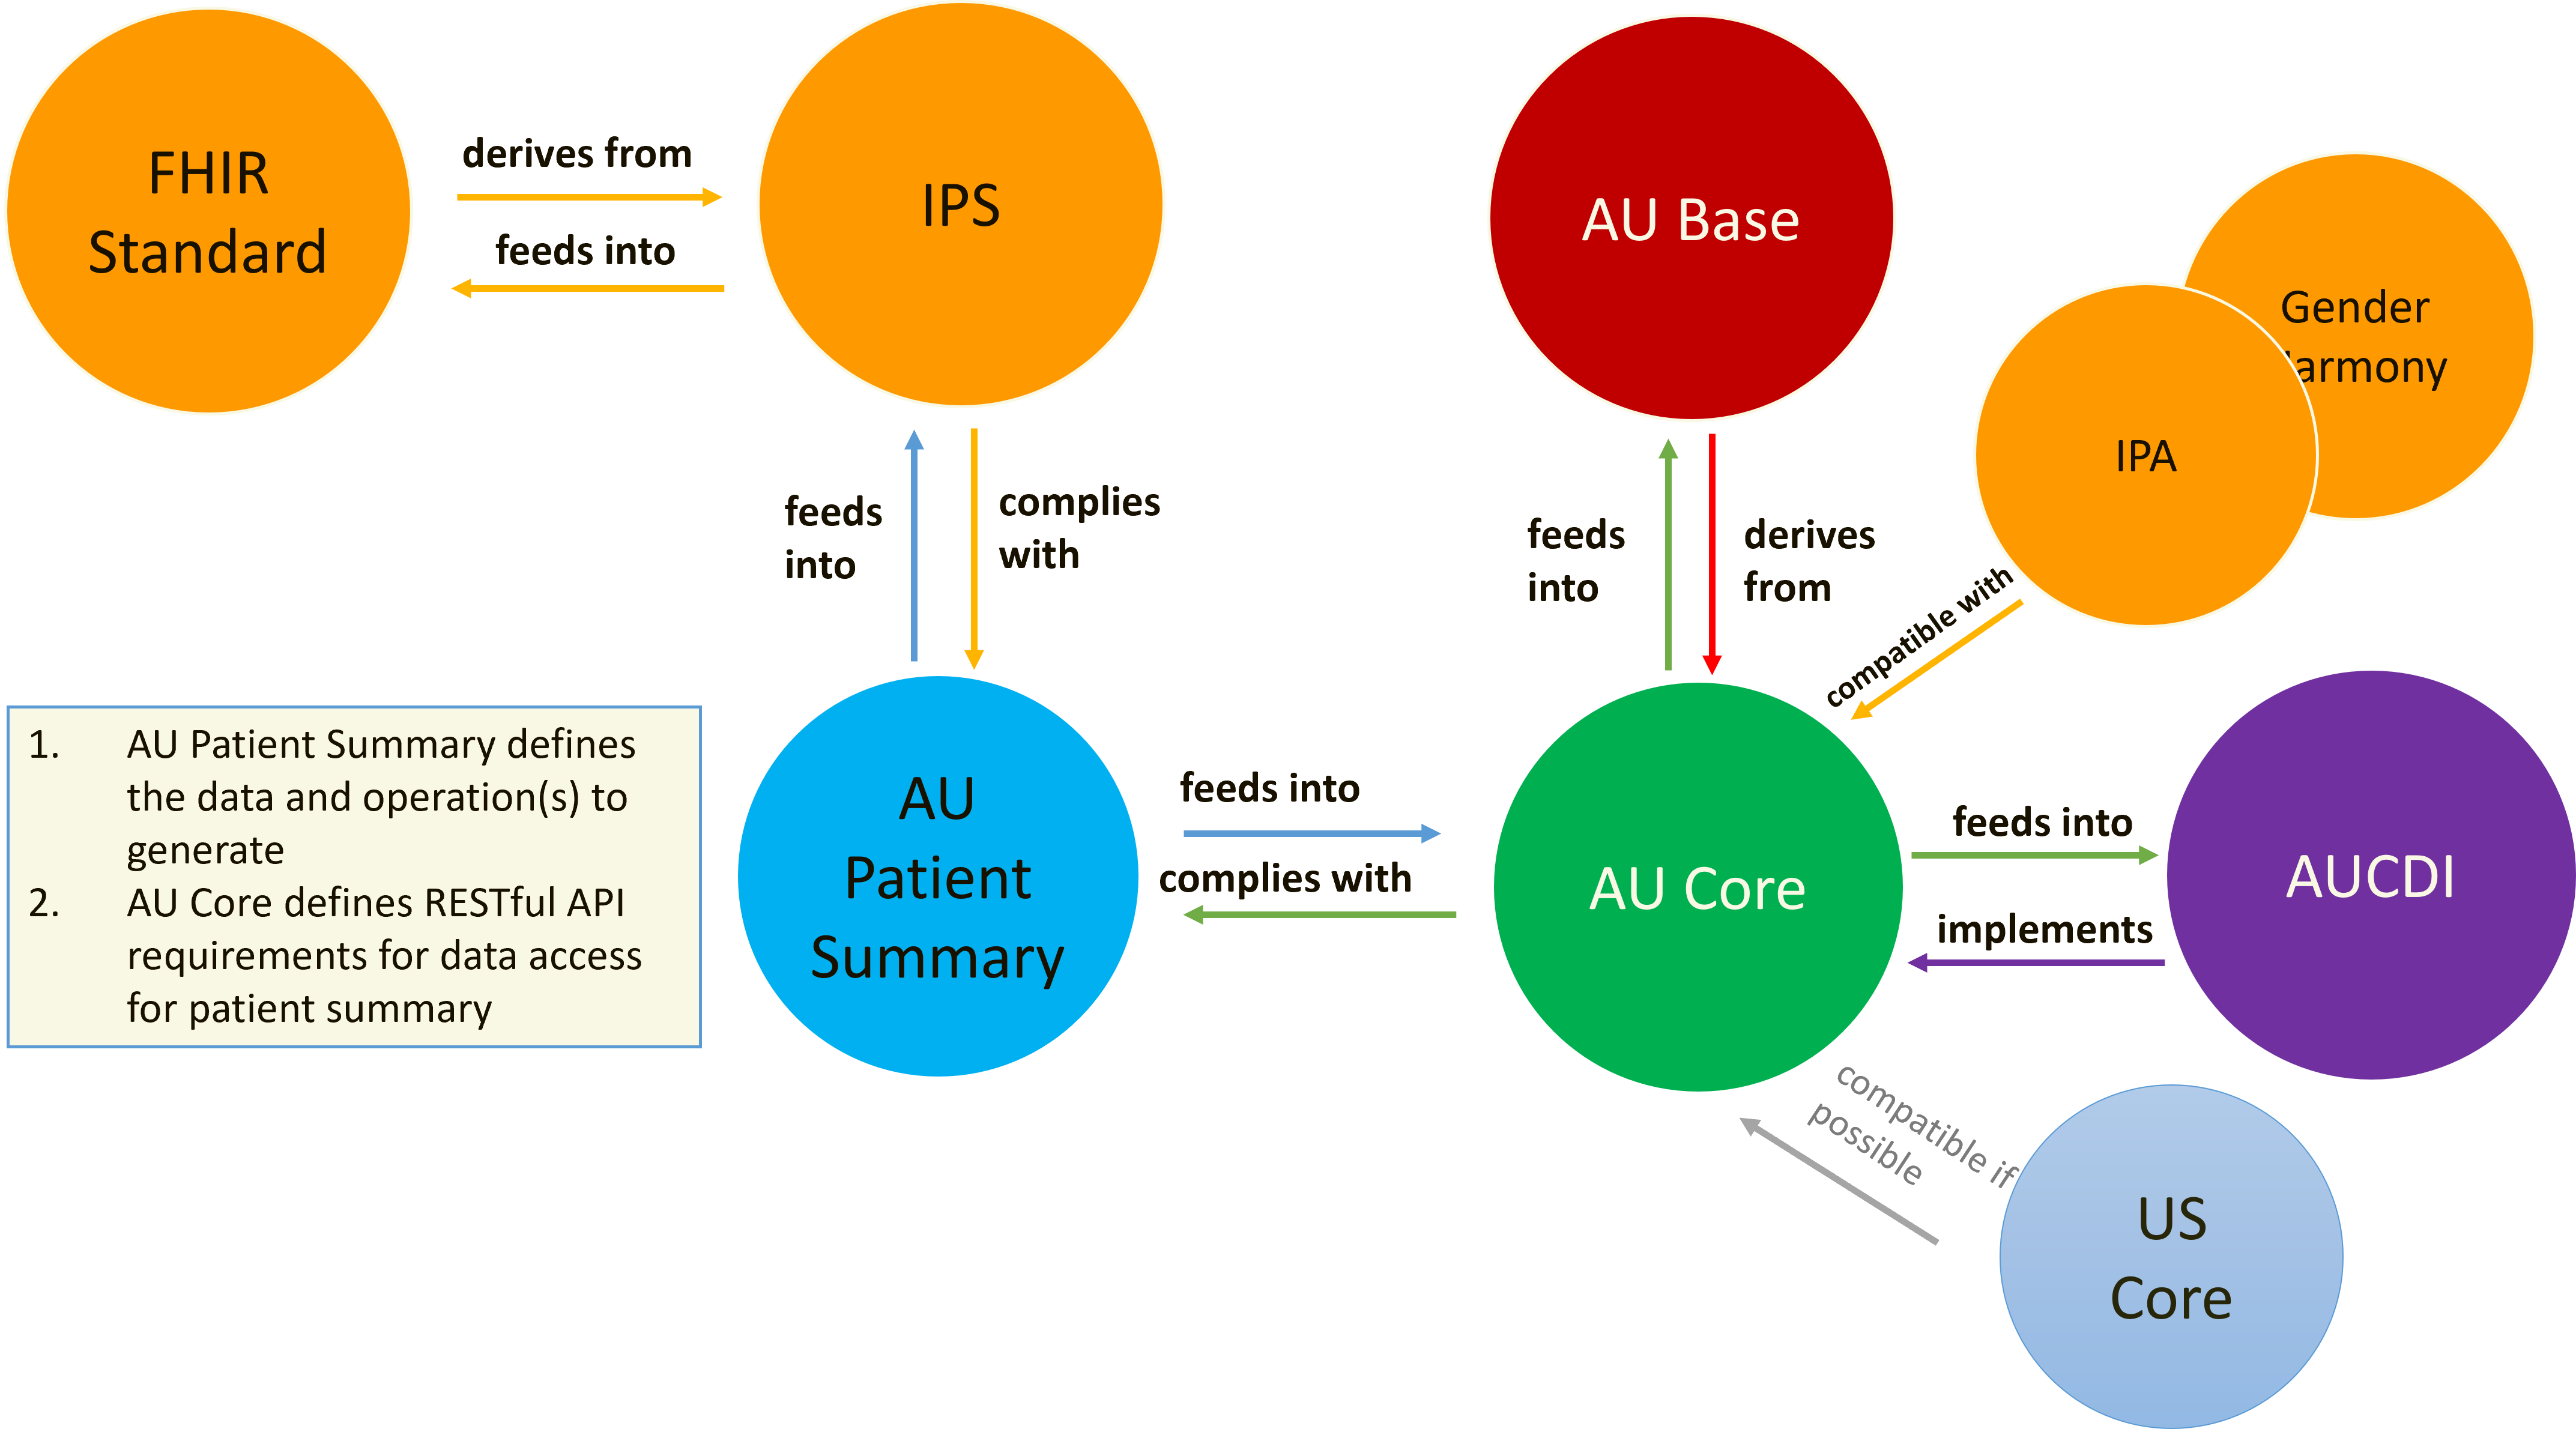 FHIR
Standard
derives from
feeds into
IPS
AU Base
Gender
armony
IPA
feeds
into
complies
with
feeds
into
derives
from
compatible with
1. AU Patient Summary defines
the data and operation(s) to
generate
2. AU Core defines RESTful API
requirements for data access
for patient summary
AU
Patient
Summary
feeds into
complies with
AU Core
feeds into
implements
AUCDI
compatible if
possible
US
Core